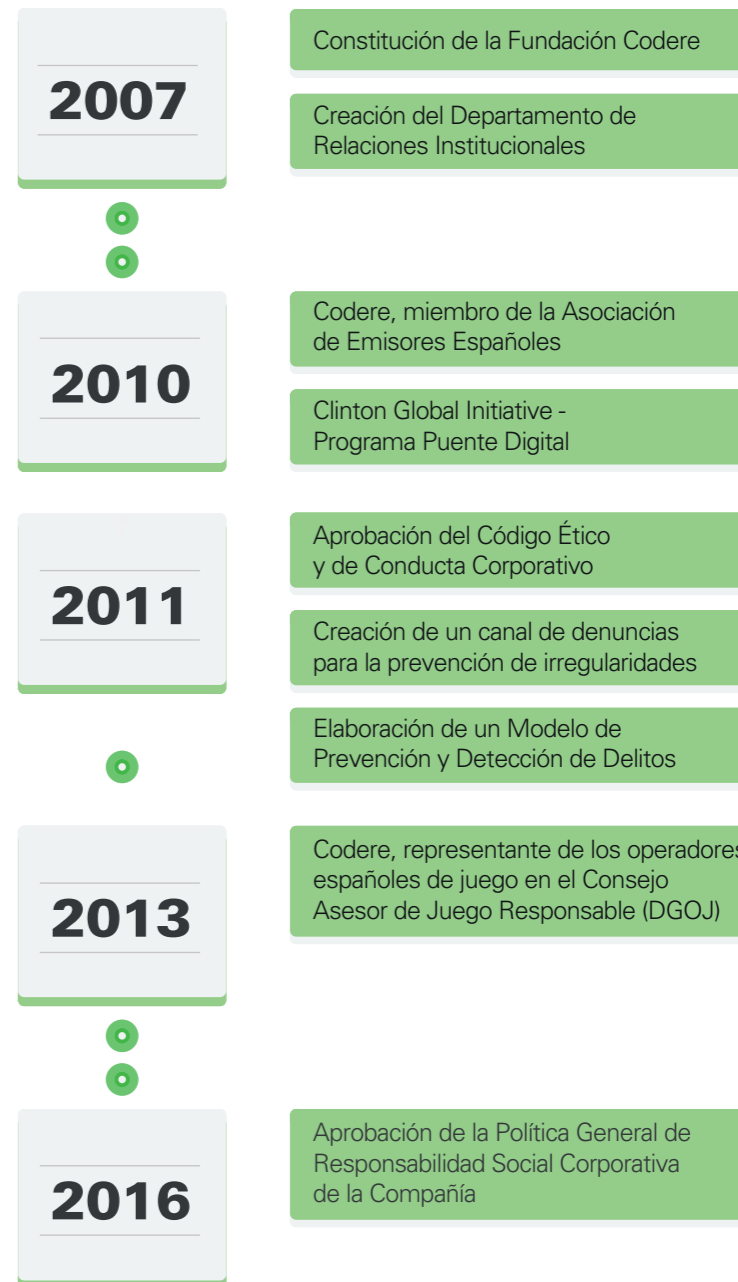 2007
Constitución de la Fundación Codere
Creación del Departamento de
Relaciones Institucionales
2010
Codere, miembro de la Asociación
de Emisores Españoles
Clinton Global Initiative -
Programa Puente Digital
2011
Aprobación del Código Ético
y de Conducta Corporativo
Creación de un canal de denuncias
para la prevención de irregularidades
Elaboración de un Modelo de
Prevención y Detección de Delitos
2013
Codere, representante de los operadores
españoles de juego en el Consejo
Asesor de Juego Responsable (DGOJ)
2016
Aprobación de la Política General de
Responsabilidad Social Corporativa
de la Compañía